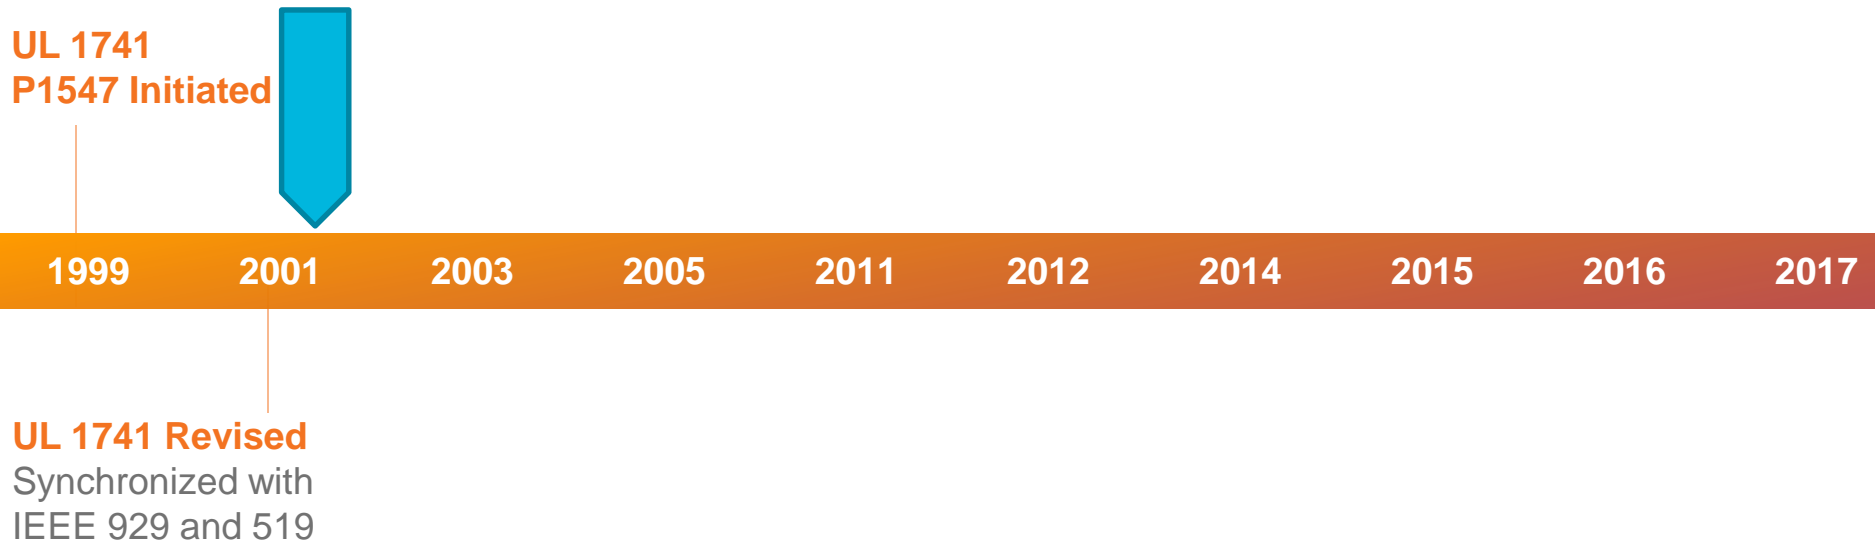 UL 1741
P1547 Initiated
1999 2001 2003 2005 2011 2012 2014 2015 2016 2017
UL 1741 Revised
Synchronized with
IEEE 929 and 519